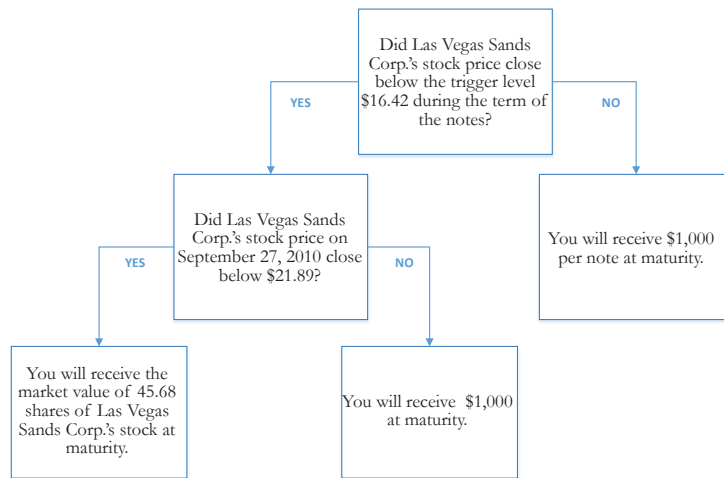 Did Las Vegas Sands
Corp.'s stock price close
below the trigger level
$16.42 during the term of
the notes?
YES
NO
Did Las Vegas Sands
Corp.'s stock price on
September 27, 2010 close
below $21.89?
You will receive $1,000
per note at maturity.
YES
NO
You will receive the
market value of 45.68
shares of Las Vegas
Sands Corp.'s stock at
maturity.
You will receive $1,000
at maturity.